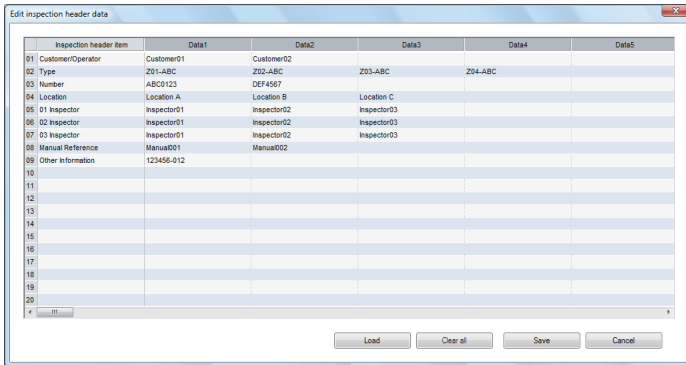 Edit inspection header data
Inspection header item Data1 Data2 Data3 Data4 Data5
01 Customer/Operator Customer01 Customer02
02 Type Z01-ABC Z02-ABC Z03-ABC Z04-ABC
03 Number ABC0123 DEF4567
04 Location Location A Location B Location C
05 01 Inspector Inspector01 Inspector02 Inspector03
06 02 Inspector Inspector01 Inspector02 Inspector03
07 03 Inspector Inspector01 Inspector02 Inspector03
08 Manual Reference Manual001 Manual002
09 Other Information 123456-012
10
11
12
13
14
15
16
17
18
19
20
Load Clear all Save Cancel